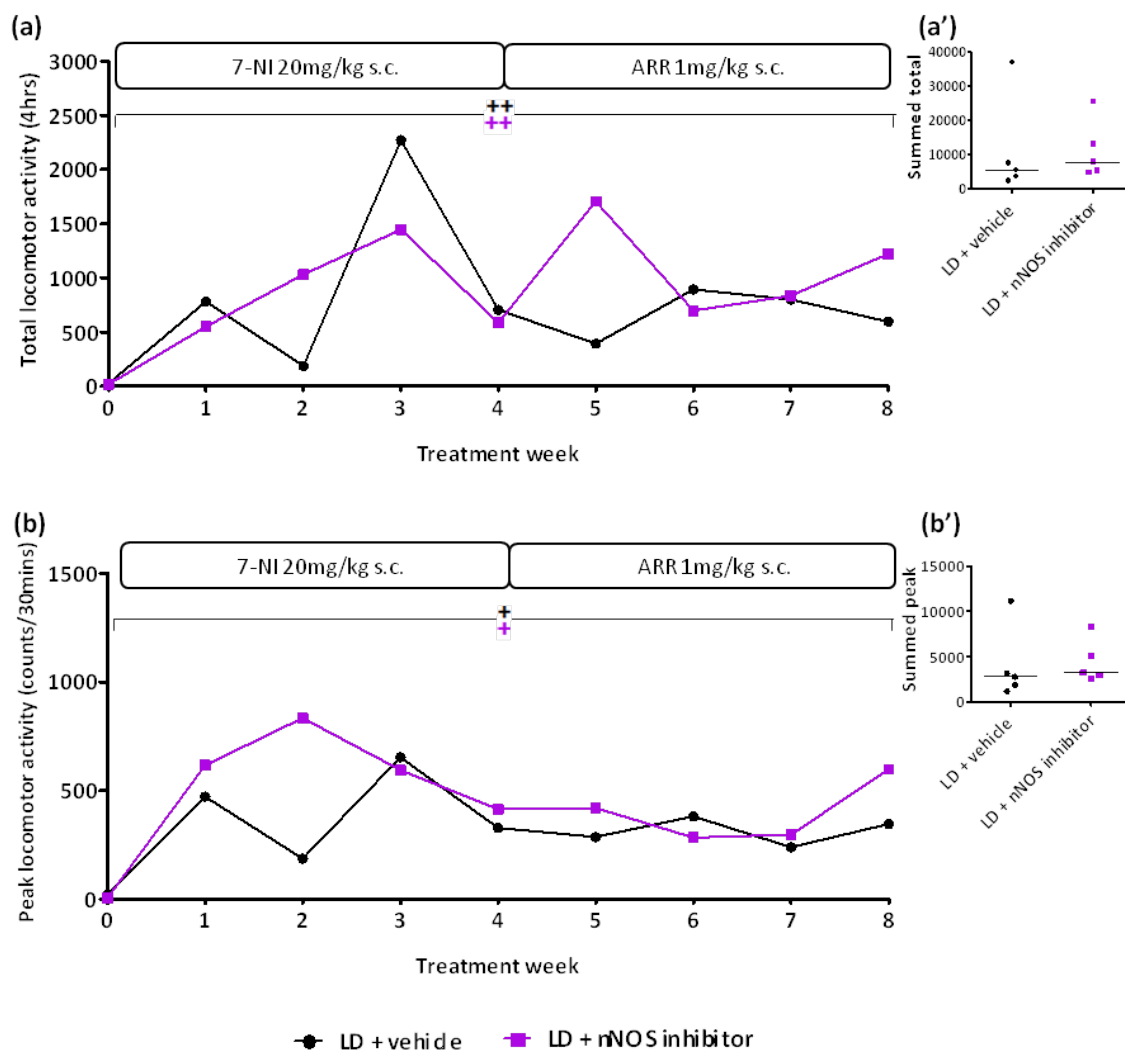 (a)
7-NI 20mg/kg s.c.
ARR 1mg/kg s.c.
++
++
Total locomotor activity (4hrs)
3000
2500
2000
1500
1000
500
0
0 1 2 3 4 5 6 7 8
Treatment week
(a')
Summed total
40000
30000
20000
10000
0
LD + vehicle
LD + nNOS inhibitor
(b)
7-NI 20mg/kg s.c.
ARR 1mg/kg s.c.
+
+
Peak locomotor activity (counts/30mins)
1500
1000
500
0
0 1 2 3 4 5 6 7 8
Treatment week
(b')
Summed peak
15000
10000
5000
0
LD + vehicle
LD + nNOS inhibitor
LD + vehicle LD + nNOS inhibitor